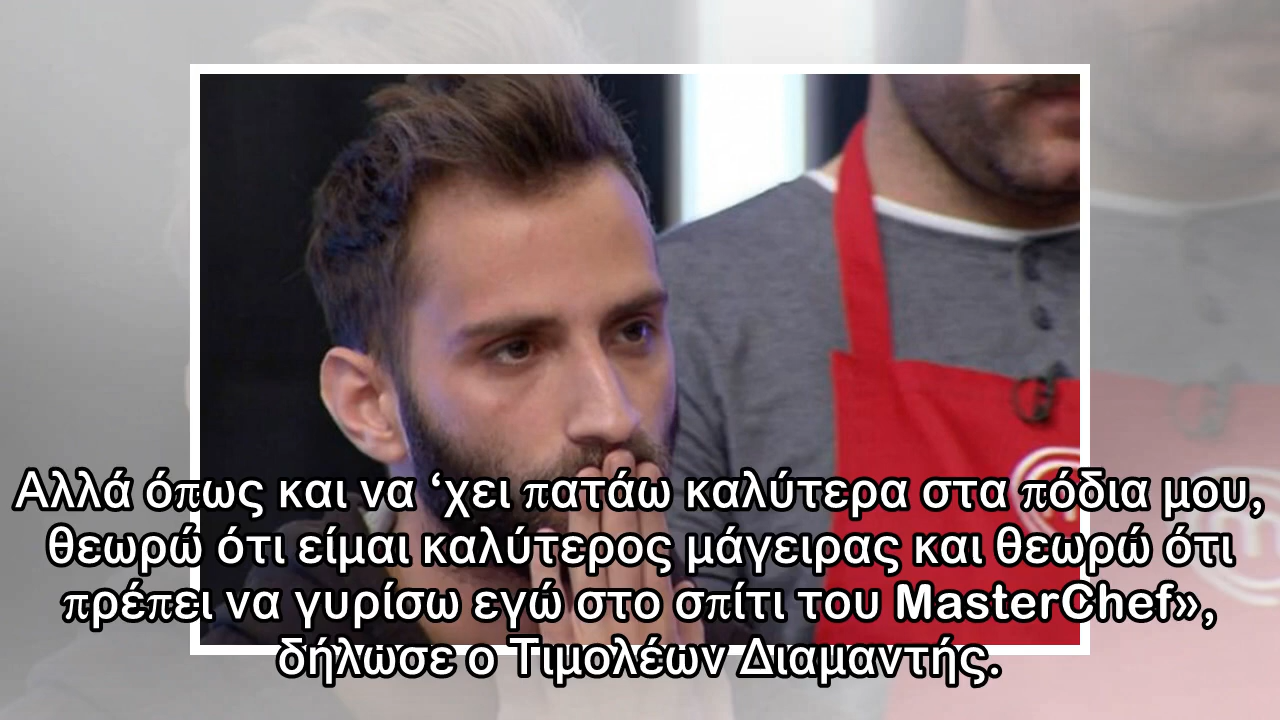 Αλλά όπως και να ‘χει πατάω καλύτερα στα πόδια μου,
θεωρώ ότι είμαι καλύτερος μάγειρας και θεωρώ ότι
πρέπει να γυρίσω εγώ στο σπίτι του MasterChef»,
δήλωσε ο Τιμολέων Διαμαντής.